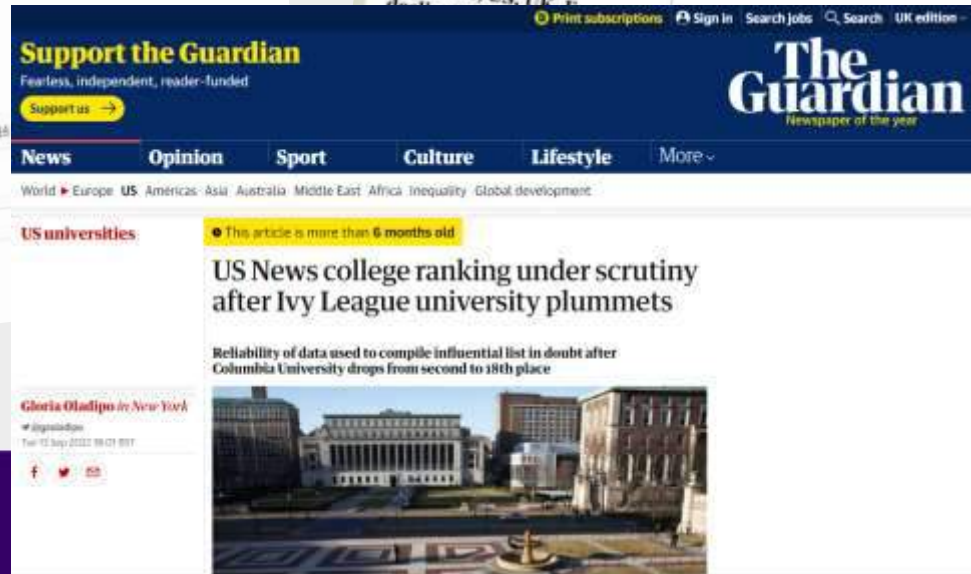 Print subscriptions Sign in Search jobs Search UK edition
Support the Guardian
Fearless, independent, reader-funded
Support us →
The
Guardian
Newspaper of the year
News Opinion Sport Culture Lifestyle More
World ▸ Europe US Americas Asia Australia Middle East Africa Inequality Global development
US universities
This article is more than 6 months old
US News college ranking under scrutiny
after Ivy League university plummets
Reliability of data used to compile influential list in doubt after
Columbia University drops from second to 18th place
Gloria Oladipo in New York
Sep 2022 BST